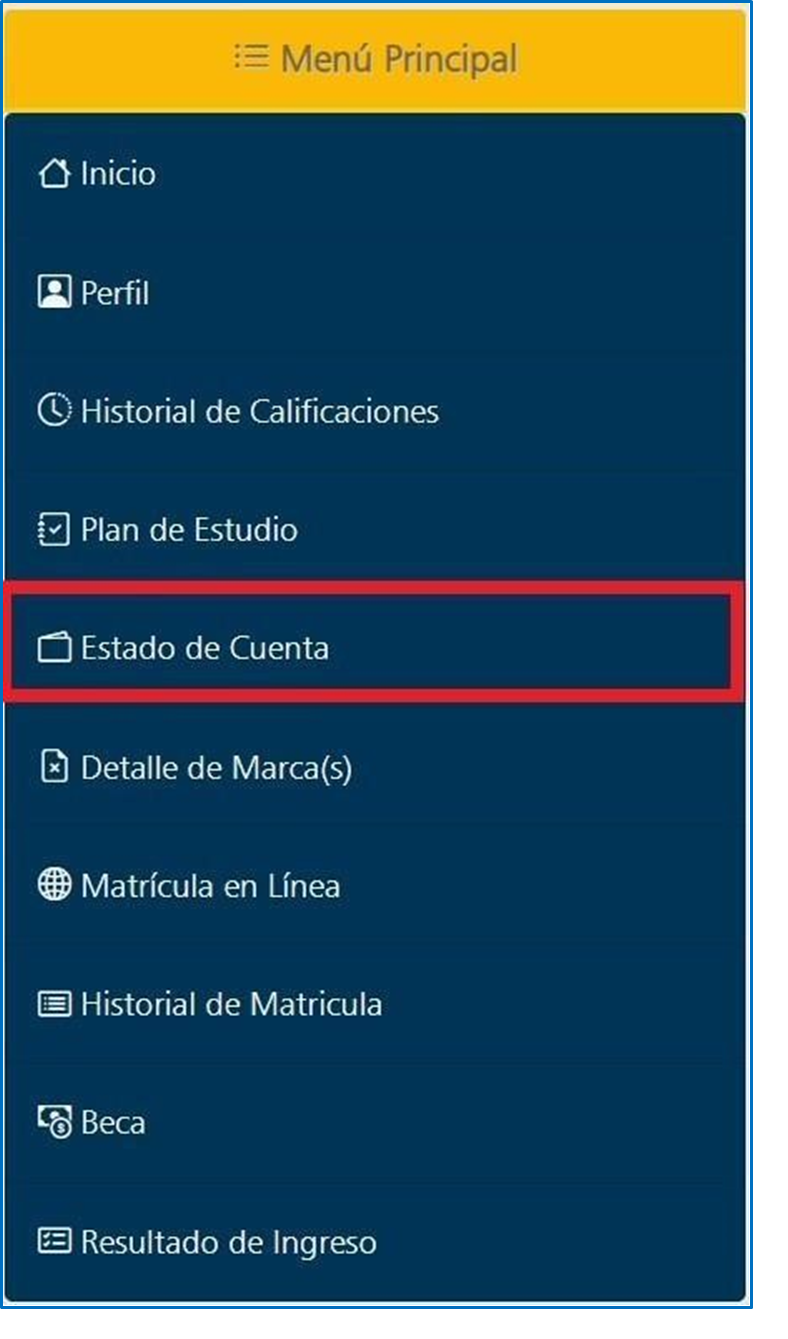 Menú Principal
Inicio
Perfil
Historial de Calificaciones
Plan de Estudio
Estado de Cuenta
Detalle de Marca(s)
Matrícula en Línea
Historial de Matricula
Beca
Resultado de Ingreso